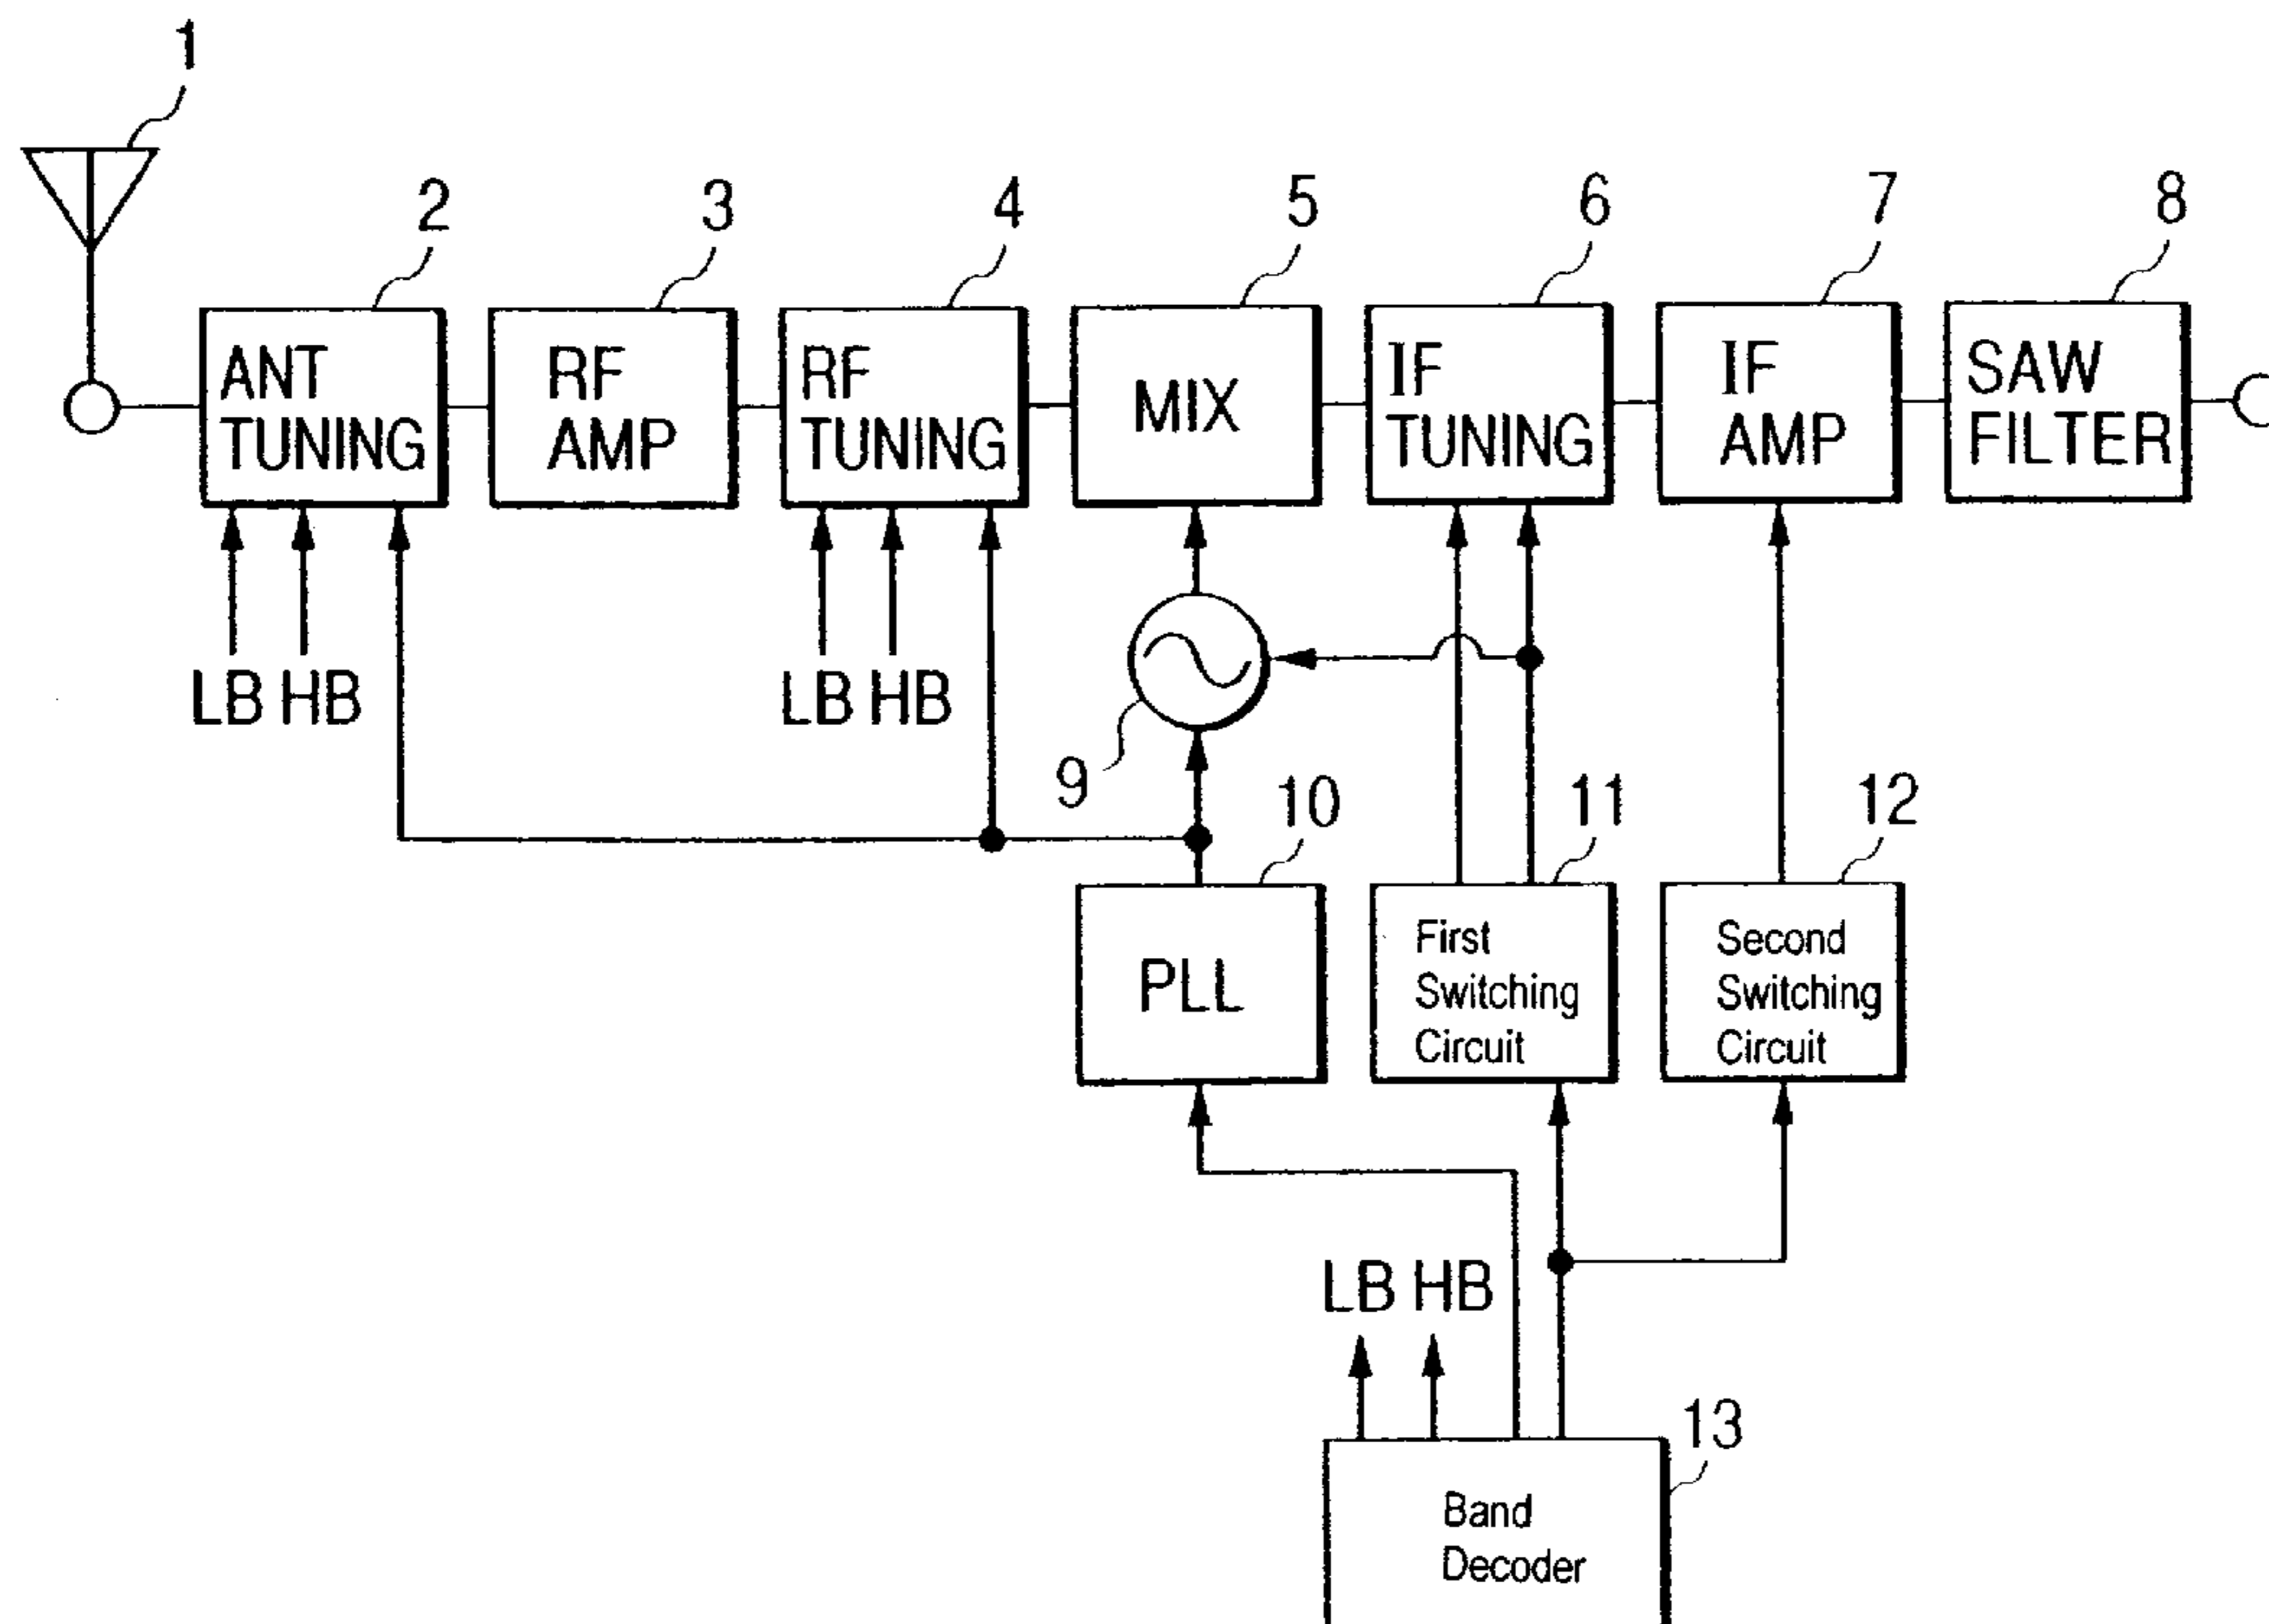 1
2
3
4
5
6
7
8
ANT
TUNING
RF
AMP
RF
TUNING
MIX
IF
TUNING
IF
AMP
SAW
FILTER
LB HB
LB HB
9
10
11
12
PLL
First
Switching
Circuit
Second
Switching
Circuit
LB HB
13
Band
Decoder